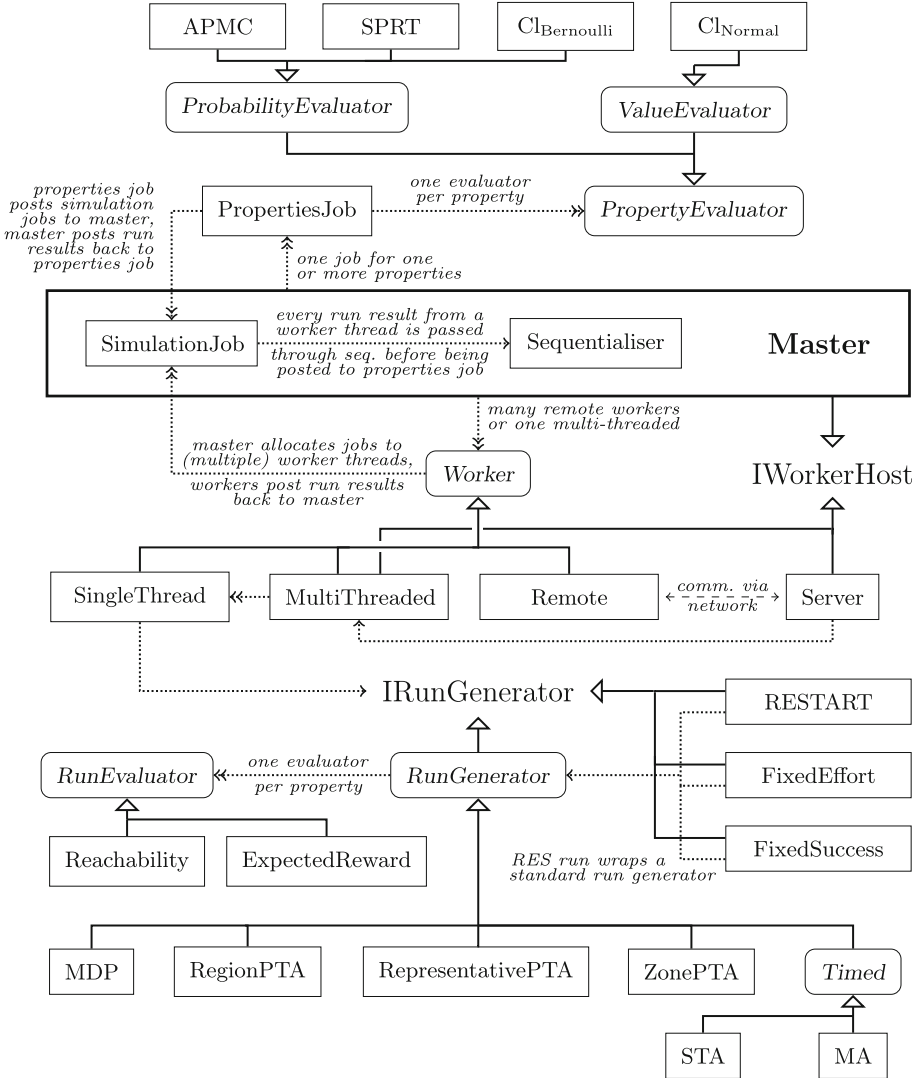 APMC
SPRT
Cl_Bernoulli
Cl_Normal
ProbabilityEvaluator
ValueEvaluator
properties job
posts simulation
jobs to master,
master posts run
results back to
properties job
PropertiesJob
one evaluator
per property
PropertyEvaluator
one job for one
or more properties
SimulationJob
every run result from a
worker thread is passed
through seq. before being
posted to properties job
Sequentialiser
Master
many remote workers
or one multi-threaded
master allocates jobs to
(multiple) worker threads,
workers post run results
back to master
Worker
IWorkerHost
SingleThread
MultiThreaded
Remote
comm. via
network
Server
IRunGenerator
RESTART
RunEvaluator
one evaluator
per property
RunGenerator
FixedEffort
Reachability
ExpectedReward
RES run wraps a
standard run generator
FixedSuccess
MDP
RegionPTA
RepresentativePTA
ZonePTA
Timed
STA
MA